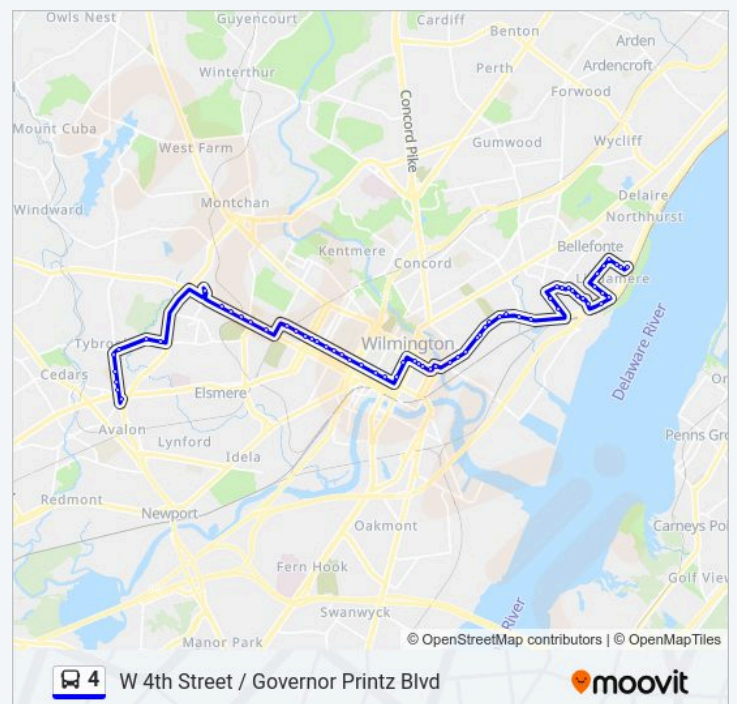 Owls Nest
Guyencourt
Cardiff
Benton
Arden
Ardencroft
Winterthur
Perth
Forwood
Concord Pike
Mount Cuba
West Farm
Gumwood
Wycliff
Windward
Montchan
Delaire
Northhurst
Kentmere
Bellefonte
Concord
Wilmington
Delaware River
Cedars
Elsmere
Avalon
Lynford
Idela
Penns Gro
Redmont
Newport
Oakmont
Carneys Poi
Fern Hook
Golf View
Swanwyck
River
Manor Park
© OpenStreetMap contributors | © OpenMapTiles
4 W 4th Street / Governor Printz Blvd
moovit